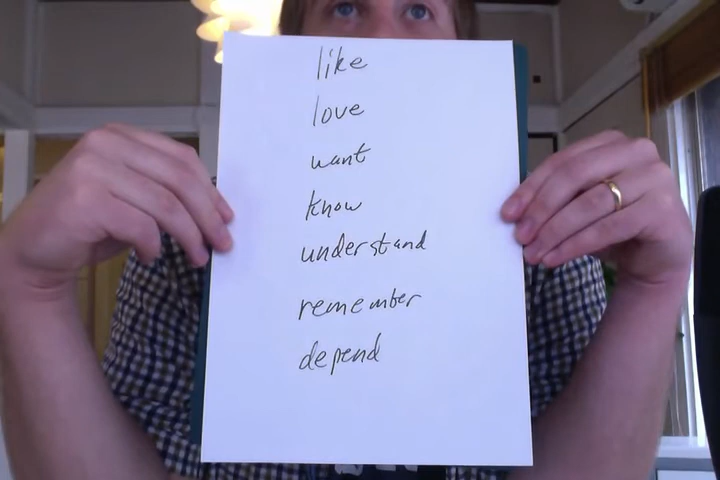 like
love
want
know
understand
remember
depend